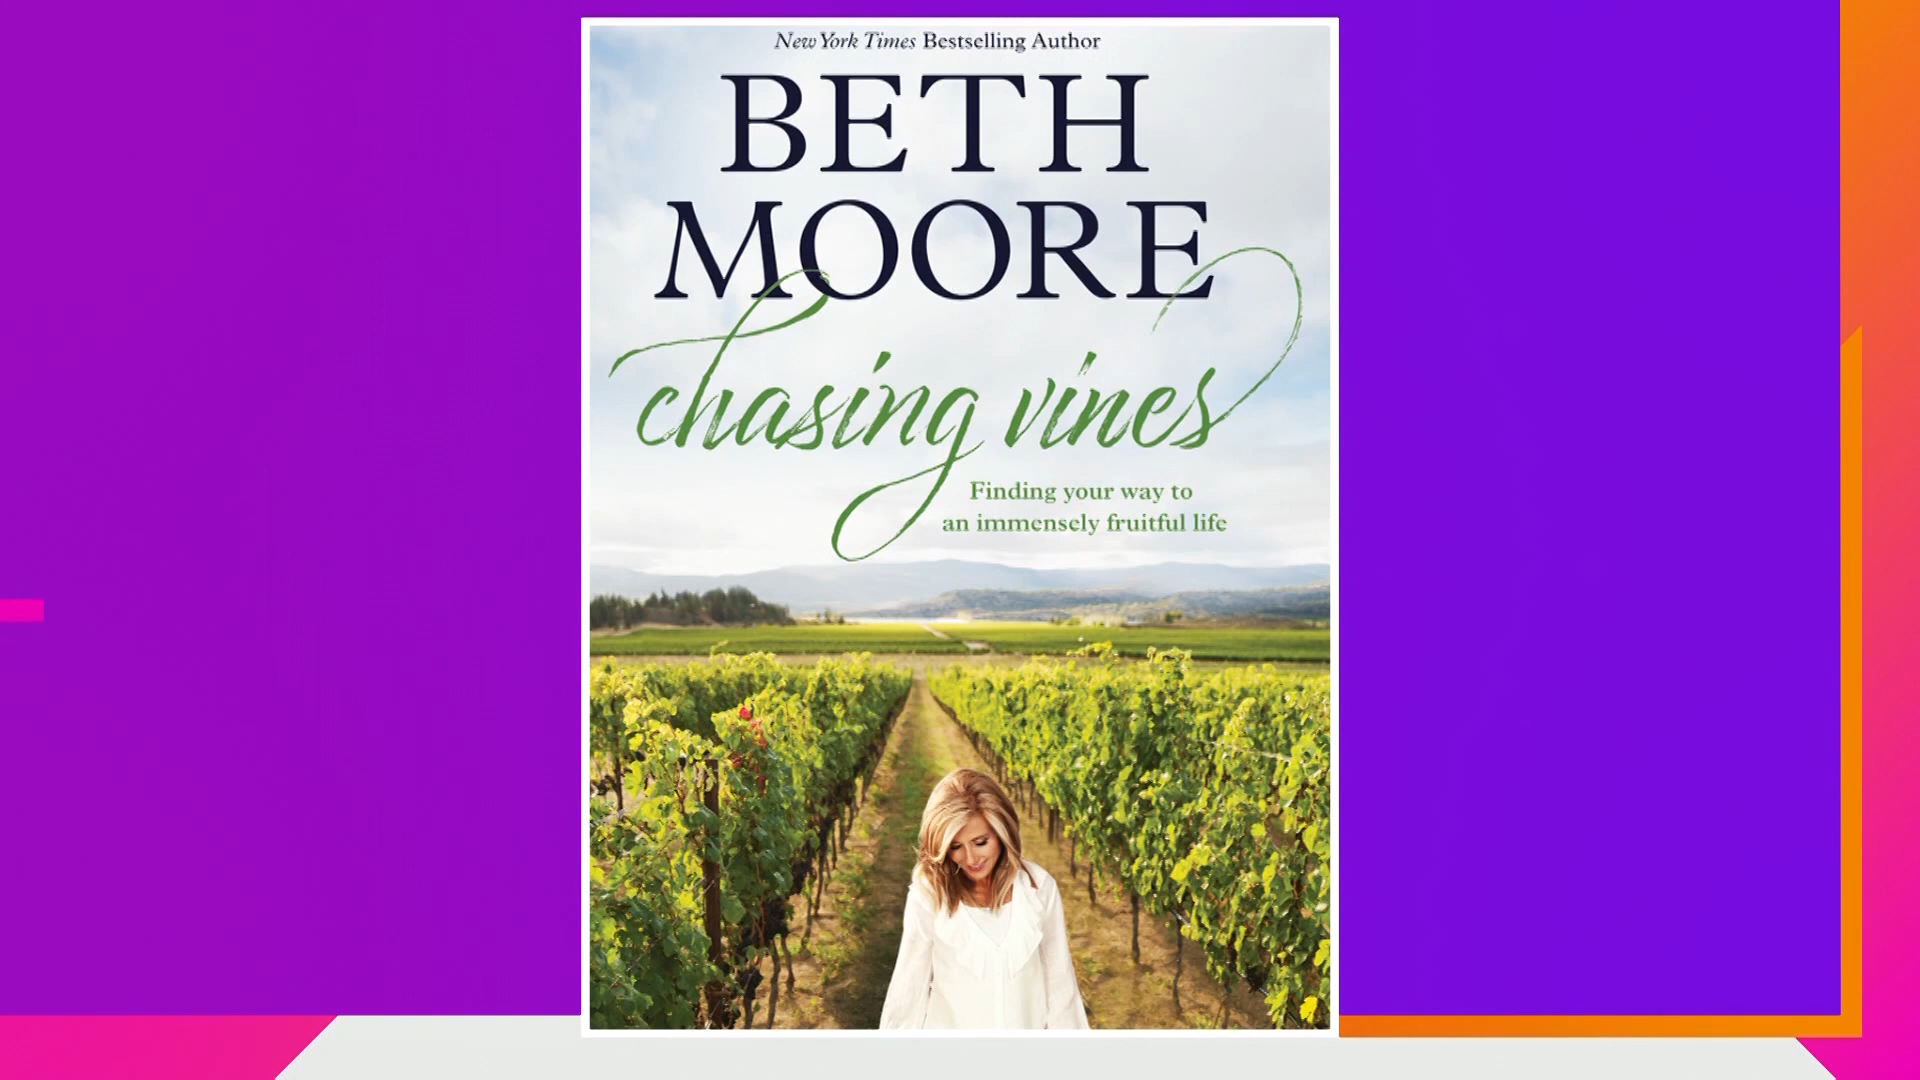 New York Times Bestselling Author
BETH
MOORE
chasing vines
Finding your way to
an immensely fruitful life